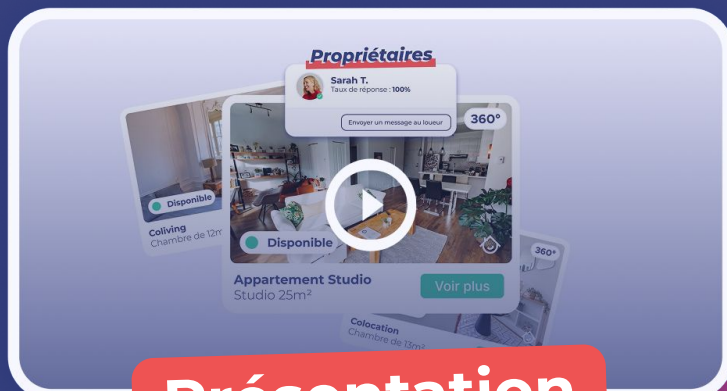 Propriétaires
Sarah T.
Taux de réponse : 100%
Envoyer un message au loueur
360°
Disponible
Coliving
Chambre de 12m
Disponible
Appartement Studio
Studio 25m²
Voir plus
360°
Colocation
Chambre de 13m²
Présentation